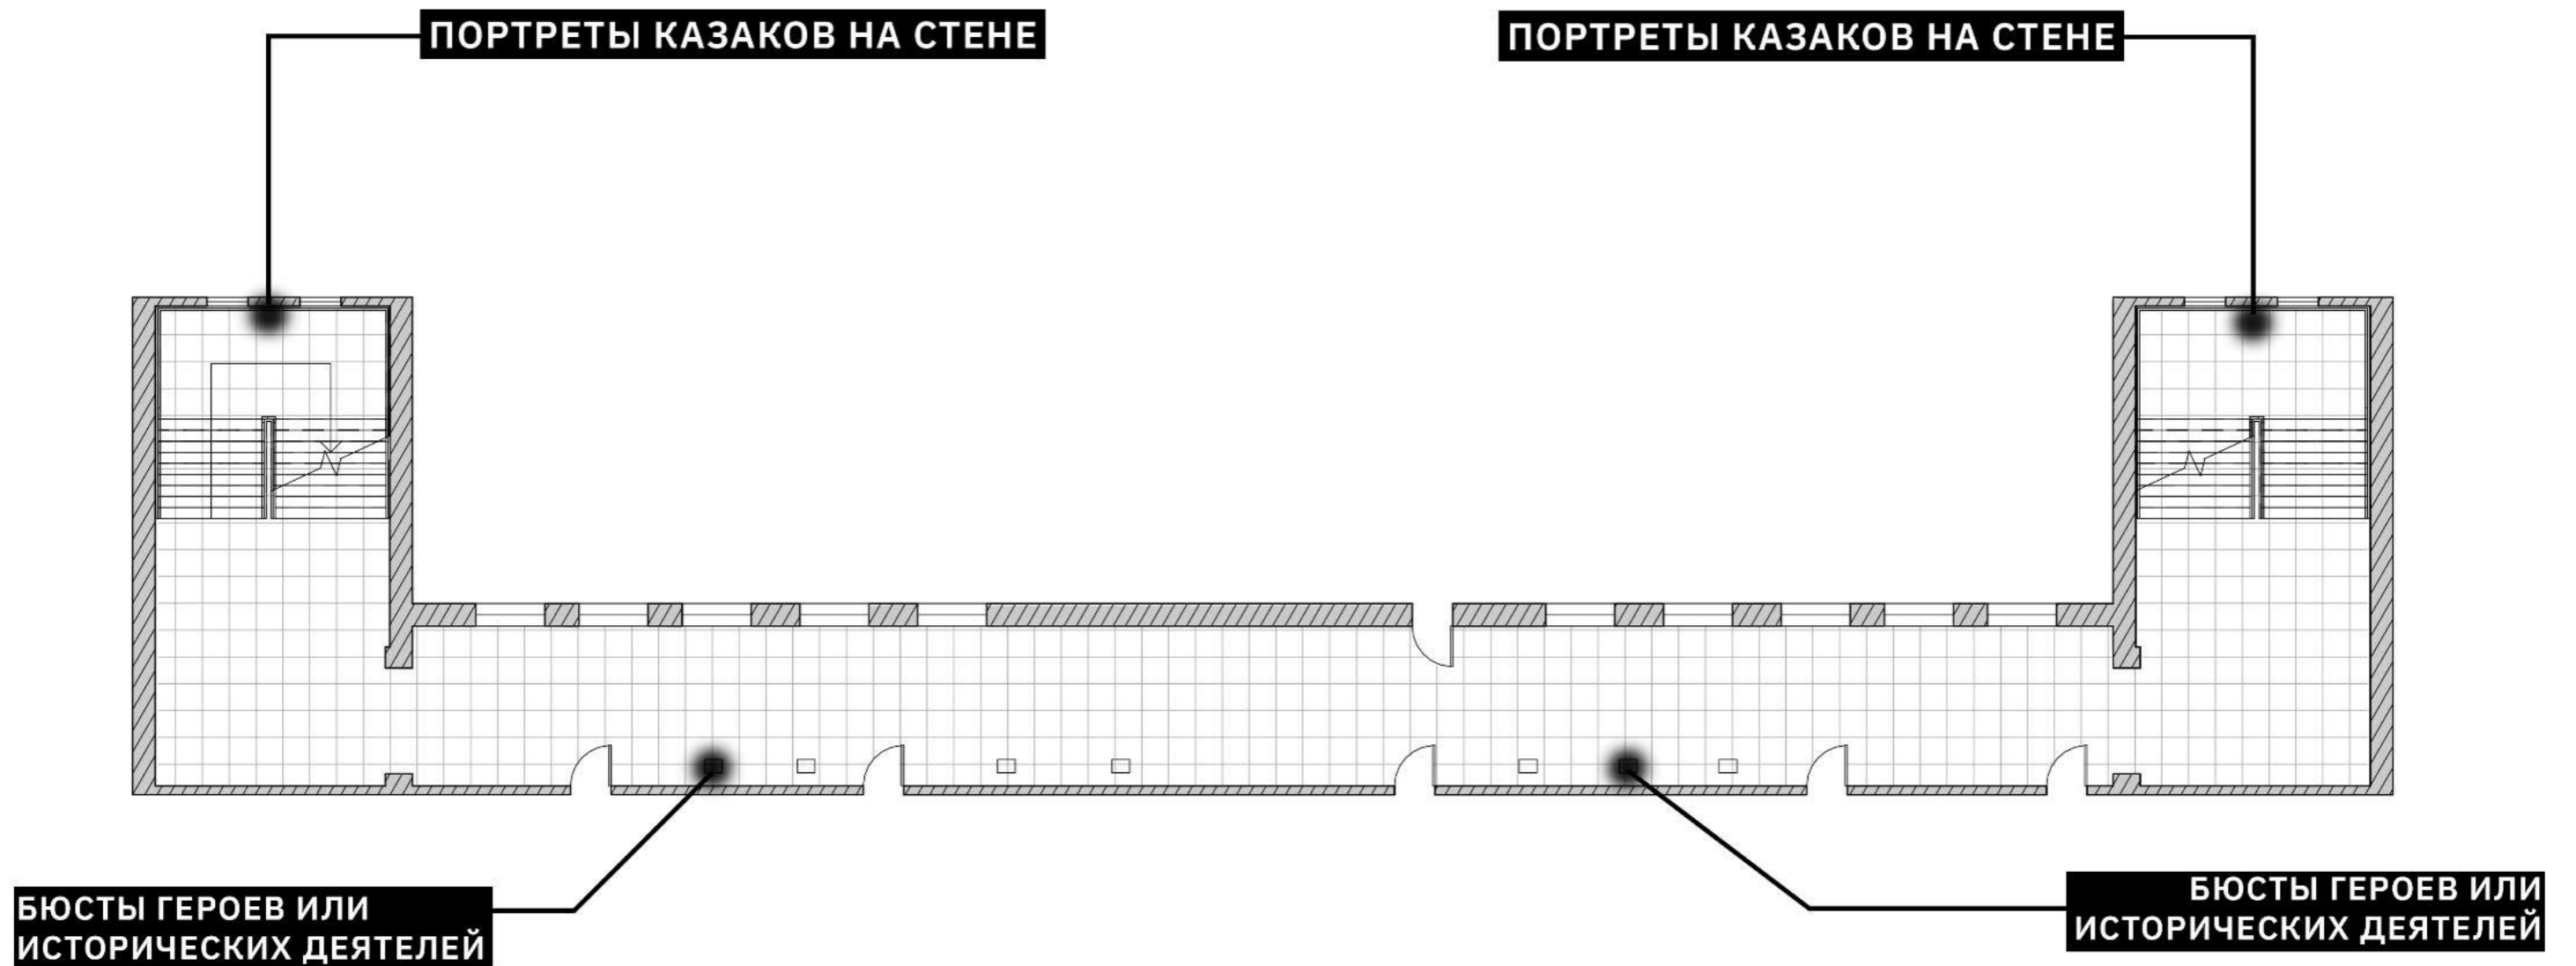 ПОРТРЕТЫ КАЗАКОВ НА СТЕНЕ
ПОРТРЕТЫ КАЗАКОВ НА СТЕНЕ
БЮСТЫ ГЕРОЕВ ИЛИ
ИСТОРИЧЕСКИХ ДЕЯТЕЛЕЙ
БЮСТЫ ГЕРОЕВ ИЛИ
ИСТОРИЧЕСКИХ ДЕЯТЕЛЕЙ